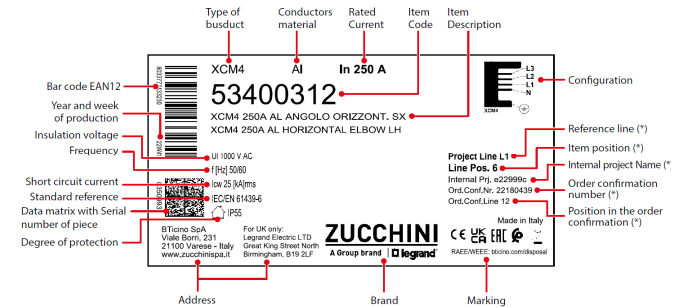 Type of
busduct
Conductors
material
Rated
Current
Item
Code
Item
Description
XCM4
Al
In 250 A
53400312
XCM4 250A AL ANGOLO ORIZZONT. SX
XCM4 250A AL HORIZONTAL ELBOW LH
L3
L2
L1
N
XCM4
Configuration
Bar code EAN12
Year and week
of production
22W41
Insulation voltage
Frequency
Short circuit current
Standard reference
Data matrix with Serial
number of piece
Degree of protection
UI 1000 V AC
f [Hz] 50/60
Icw 25 [kA]rms
IEC/EN 61439-6
IP55
Project Line L1
Line Pos. 6
Internal Prj. e22999c
Ord.Conf.Nr. 22180439
Ord.Conf.Line 12
Reference line (*)
Item position (*)
Internal project Name (*
Order confirmation
number (*)
Position in the order
confirmation (*)
BTicino SpA
Viale Borri, 231
21100 Varese - Italy
www.zucchinispa.it
For UK only:
Legrand Electric LTD
Great King Street North
Birmingham, B19 2LF
ZUCCHINI
A Group brand
legrand
Made in Italy
CE UK CA EAC
RAEE/WEEE: bticino.com/disposal
Address
Brand
Marking